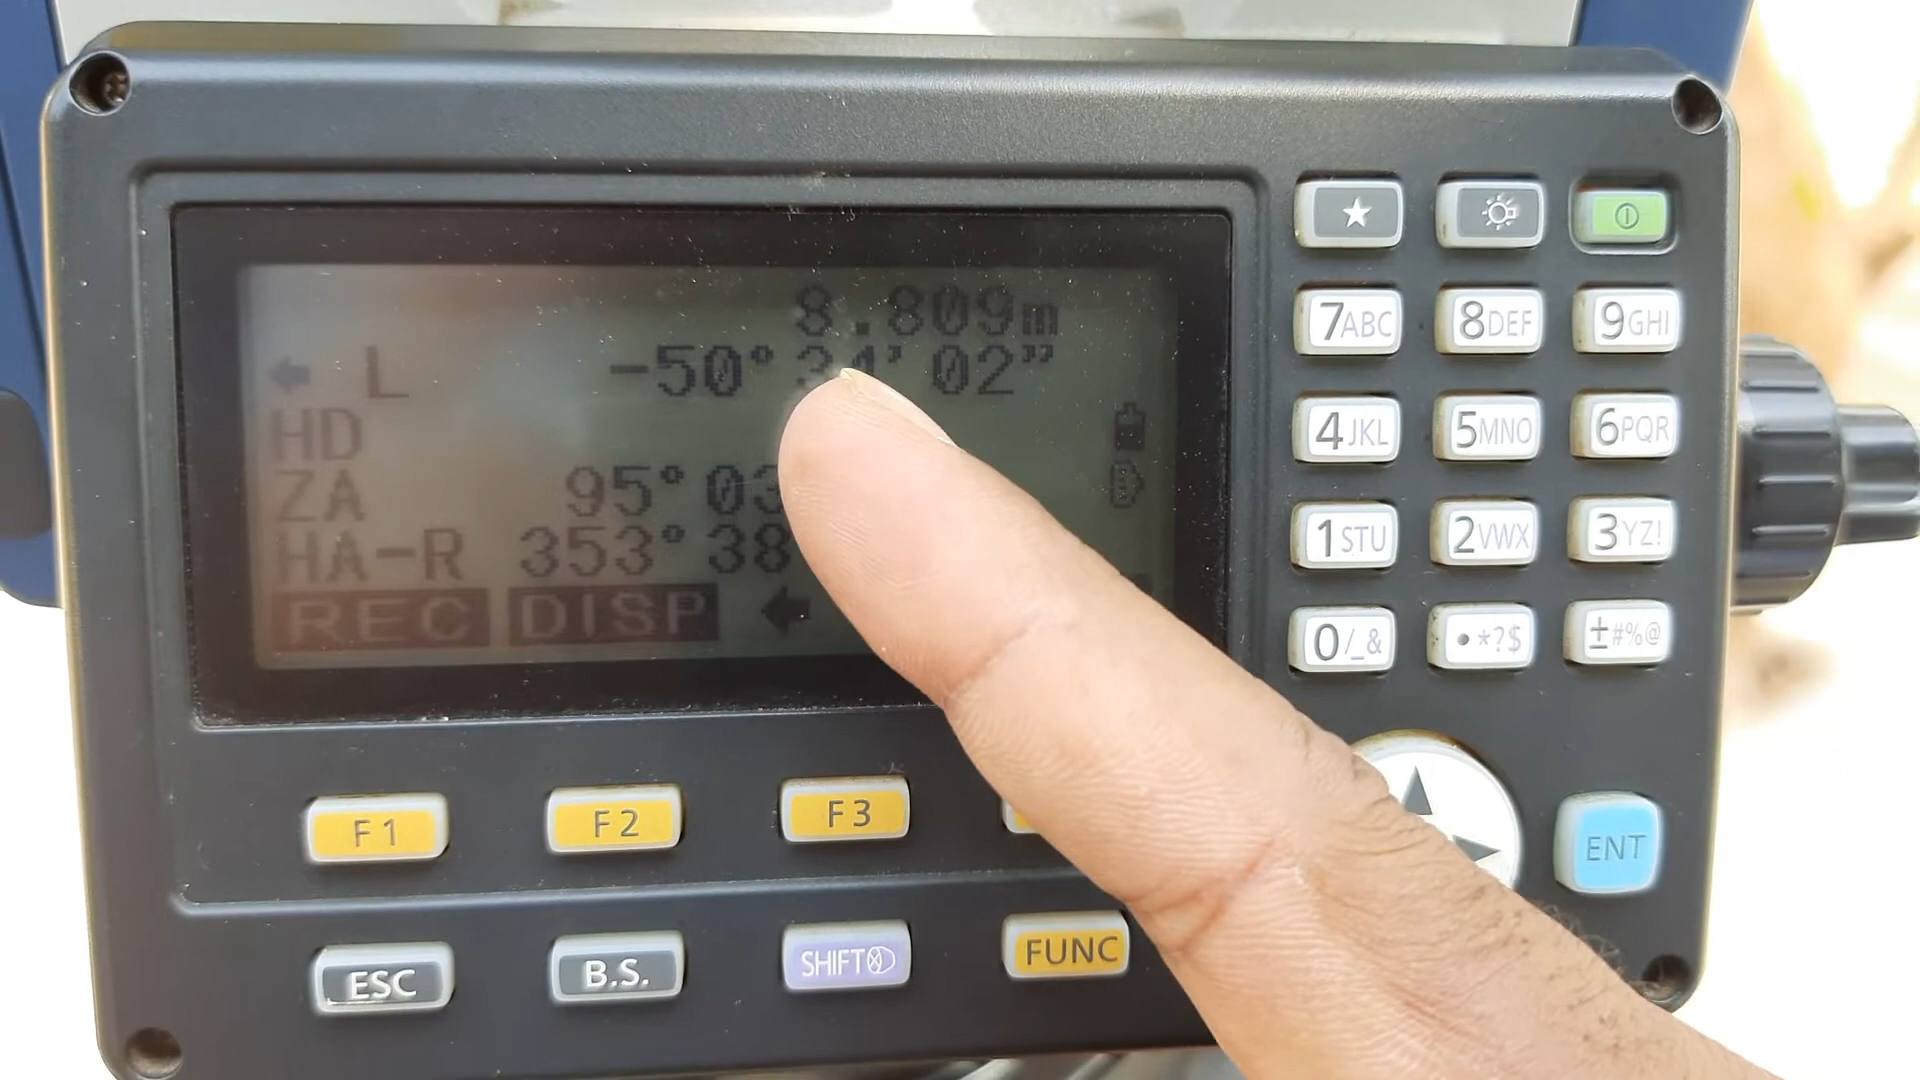 8.809m
L -50° 34' 02"
HD
ZA 95° 03
HA-R 353° 38
REC DISP
7ABC 8DEF 9GHI
4JKL 5MNO 6PQR
1STU 2VWX 3YZ!
0/_& •*?$ ±#%@
F1 F2 F3
ENT
ESC B.S. SHIFT FUNC